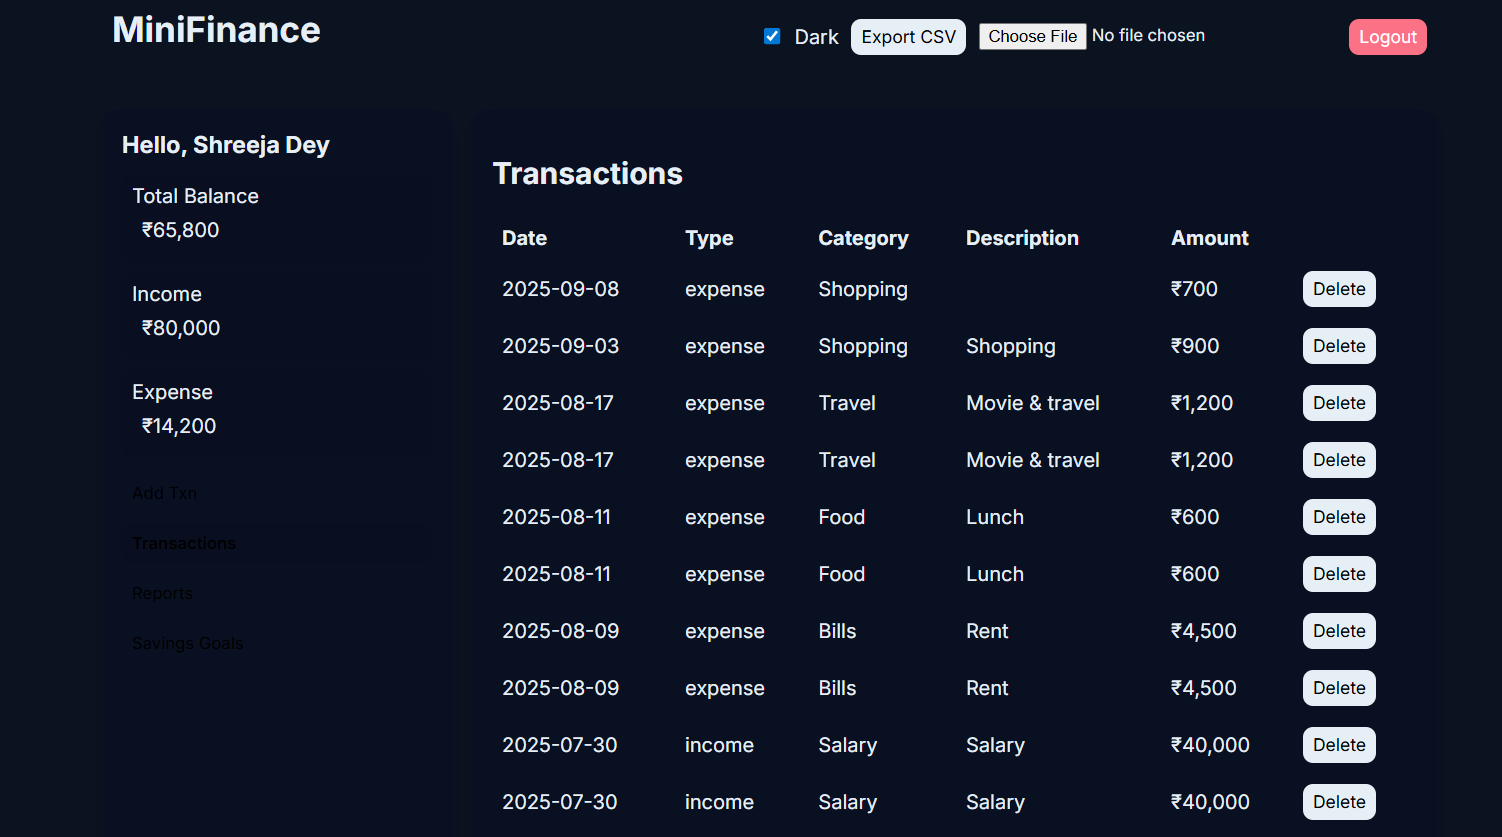 MiniFinance
Dark Export CSV Choose File No file chosen Logout
Hello, Shreeja Dey
Total Balance
₹65,800
Income
₹80,000
Expense
₹14,200
Add Txn
Transactions
Reports
Savings Goals
Transactions
Date Type Category Description Amount
2025-09-08 expense Shopping ₹700 Delete
2025-09-03 expense Shopping Shopping ₹900 Delete
2025-08-17 expense Travel Movie & travel ₹1,200 Delete
2025-08-17 expense Travel Movie & travel ₹1,200 Delete
2025-08-11 expense Food Lunch ₹600 Delete
2025-08-11 expense Food Lunch ₹600 Delete
2025-08-09 expense Bills Rent ₹4,500 Delete
2025-08-09 expense Bills Rent ₹4,500 Delete
2025-07-30 income Salary Salary ₹40,000 Delete
2025-07-30 income Salary Salary ₹40,000 Delete